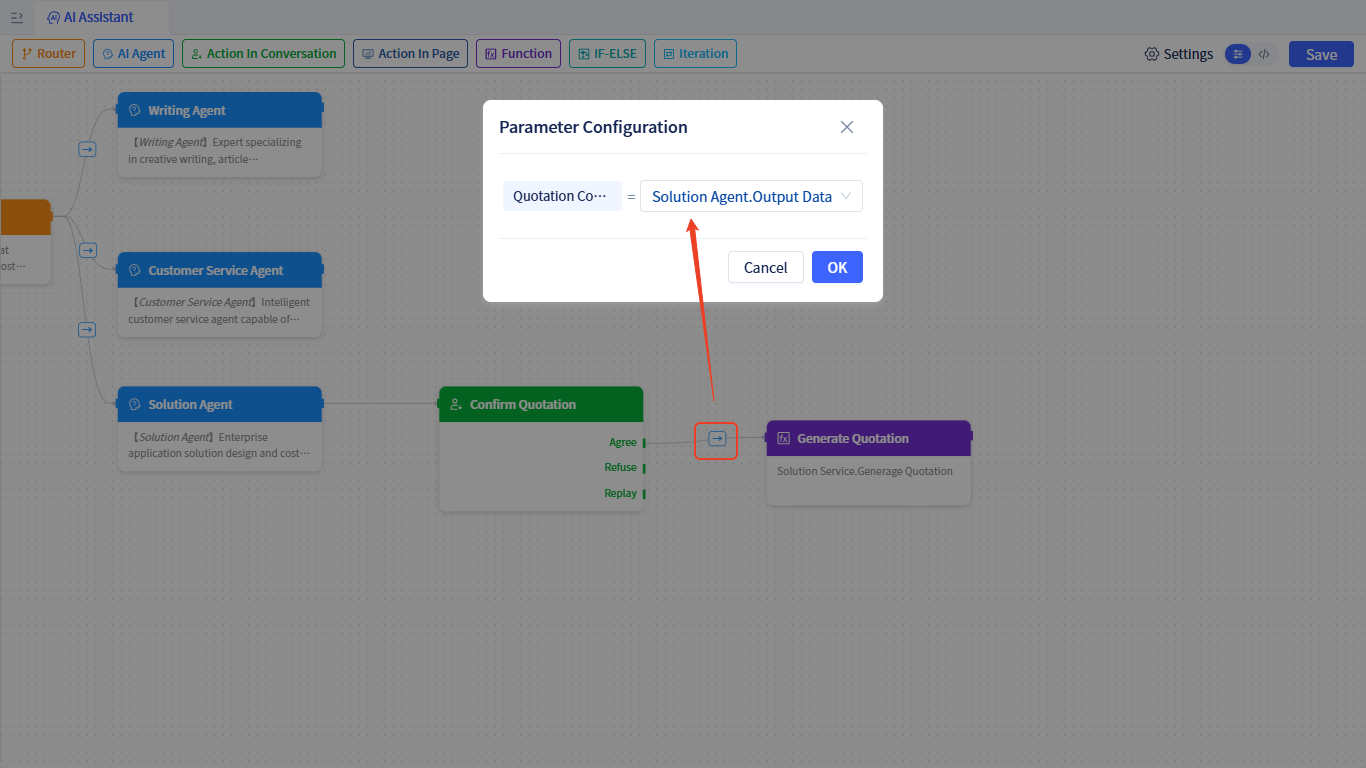 AI Assistant
Router
AI Agent
Action In Conversation
Action In Page
Function
IF-ELSE
Iteration
Settings
Save
Writing Agent
【Writing Agent】Expert specializing
in creative writing, article···
Parameter Configuration
Quotation Co···
=
Solution Agent.Output Data
Cancel
OK
at
ost···
Customer Service Agent
【Customer Service Agent】Intelligent
customer service agent capable of···
Solution Agent
【Solution Agent】Enterprise
application solution design and cost···
Confirm Quotation
Agree
Refuse
Replay
Generate Quotation
Solution Service.Generage Quotation